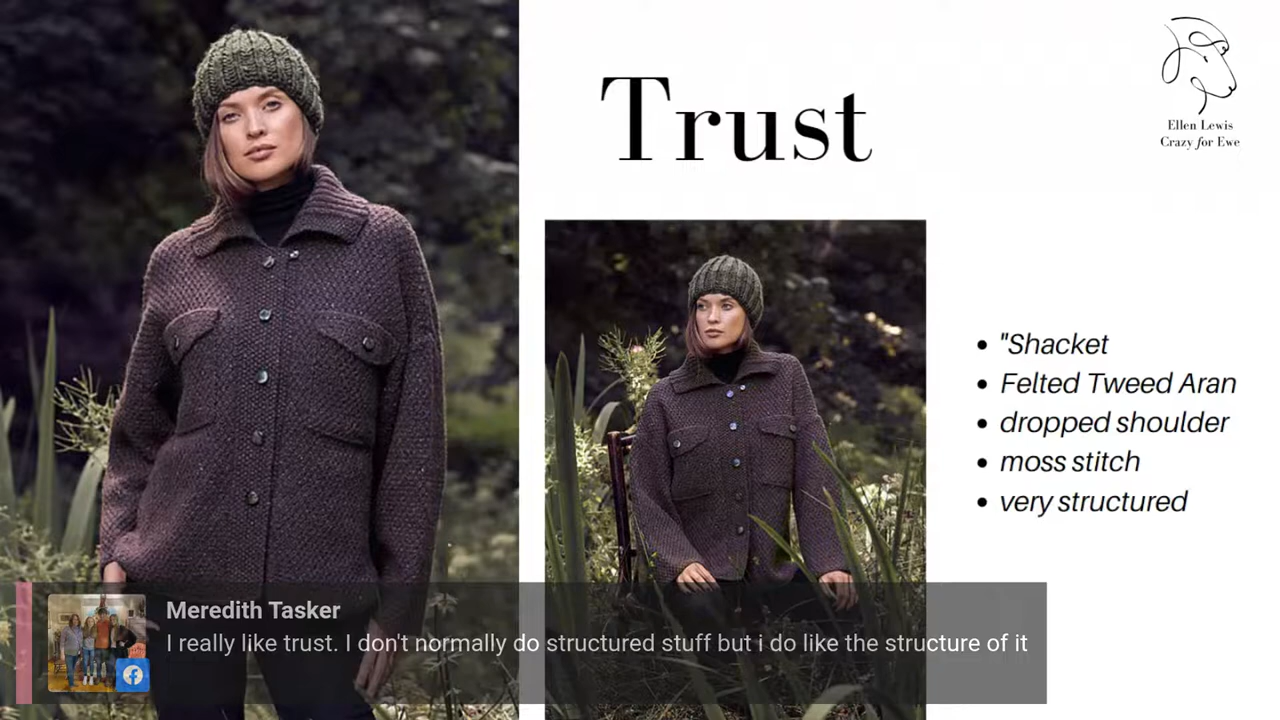 Trust
Ellen Lewis
Crazy for Ewe
"Shacket
Felted Tweed Aran
dropped shoulder
moss stitch
very structured
Meredith Tasker
I really like trust. I don't normally do structured stuff but i do like the structure of it